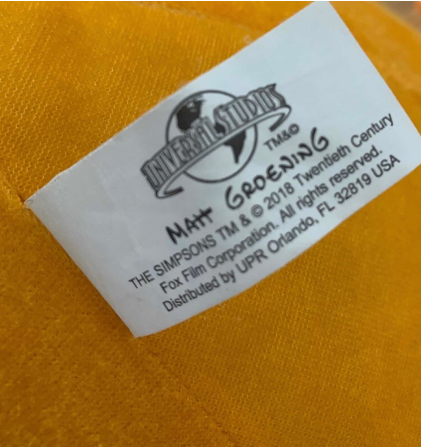 UNIVERSAL STUDIOS
TM&©
MATT GROENING
THE SIMPSONS TM & © 2018 Twentieth Century
Fox Film Corporation. All rights reserved.
Distributed by UPR Orlando, FL 32819 USA